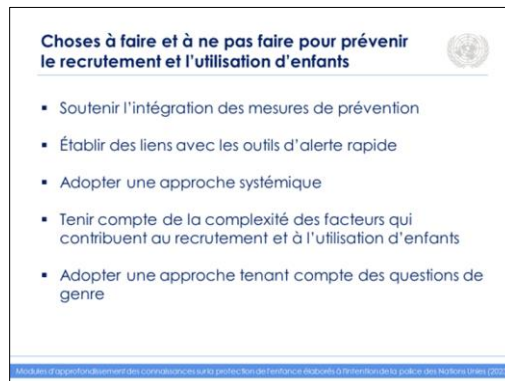 Choses à faire et à ne pas faire pour prévenir
le recrutement et l'utilisation d'enfants
▪ Soutenir l'intégration des mesures de prévention
▪ Établir des liens avec les outils d'alerte rapide
▪ Adopter une approche systémique
▪ Tenir compte de la complexité des facteurs qui
contribuent au recrutement et à l'utilisation d'enfants
▪ Adopter une approche tenant compte des questions de
genre
Modules d'approfondissement des connaissances sur la protection de l'enfance élaborés à l'intention de la police des Nations Unies